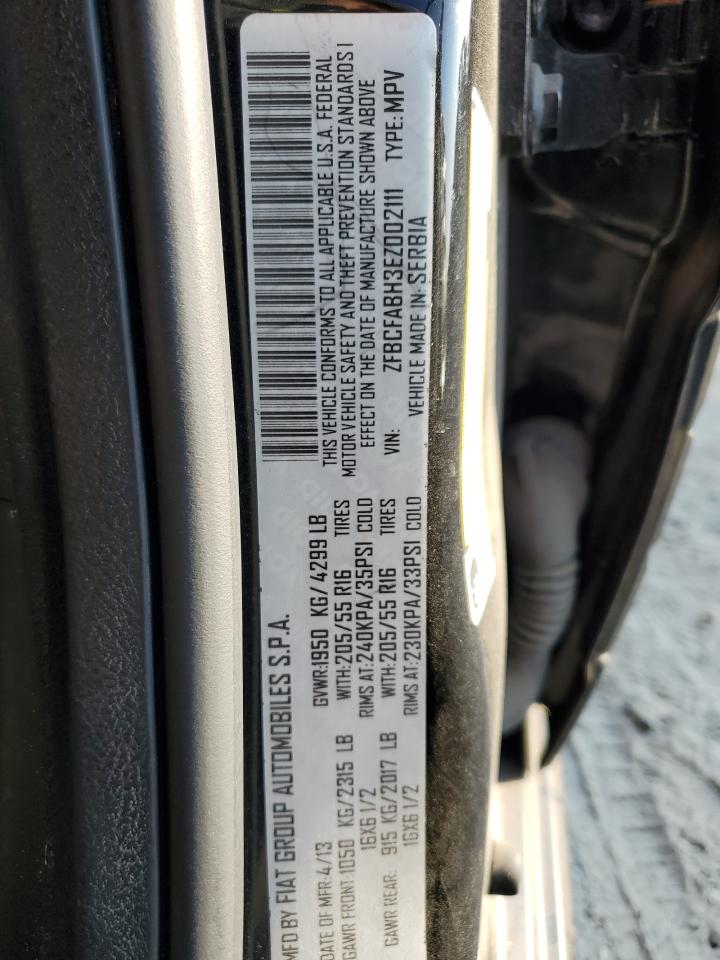 MFD BY FIAT GROUP AUTOMOBILES S.P.A.
DATE OF MFR: 4/13 GVWR: 1950 KG/ 4299 LB
GAWR FRONT: 1050 KG/ 2315 LB WITH: 205/55 R16 TIRES
16X6 1/2 RIMS AT: 240KPA/35PSI COLD
GAWR REAR: 915 KG/2017 LB WITH: 205/55 R16 TIRES
16X6 1/2 RIMS AT: 230KPA/33PSI COLD
THIS VEHICLE CONFORMS TO ALL APPLICABLE U.S.A. FEDERAL
MOTOR VEHICLE SAFETY AND THEFT PREVENTION STANDARDS I
EFFECT ON THE DATE OF MANUFACTURE SHOWN ABOVE
VIN: ZFBCFABH3EZ002111 TYPE: MPV
VEHICLE MADE IN: SERBIA